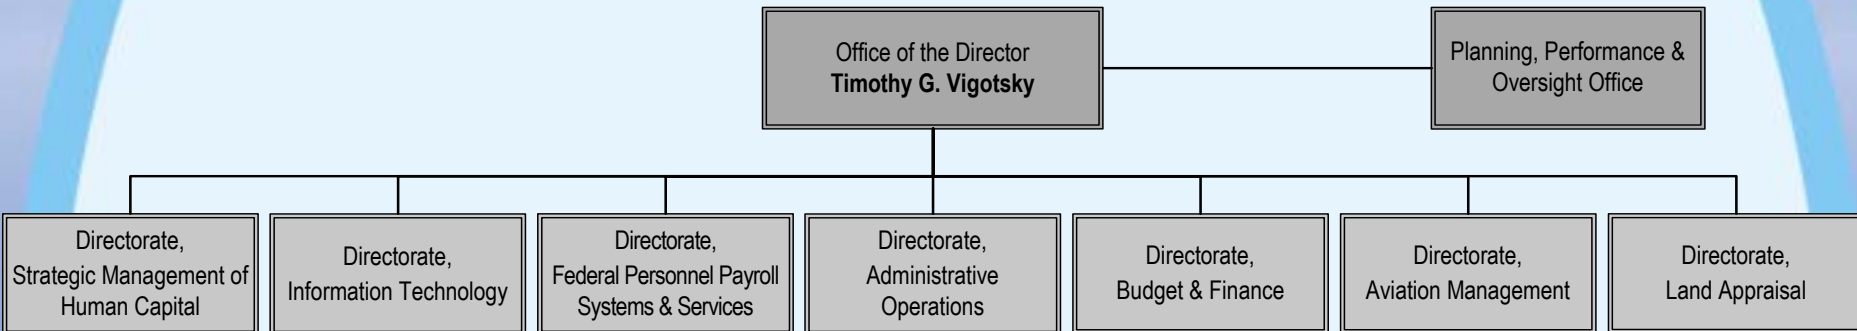 Office of the Director
Timothy G. Vigotsky
Planning, Performance &
Oversight Office
Directorate,
Strategic Management of
Human Capital
Directorate,
Information Technology
Directorate,
Federal Personnel Payroll
Systems & Services
Directorate,
Administrative
Operations
Directorate,
Budget & Finance
Directorate,
Aviation Management
Directorate,
Land Appraisal